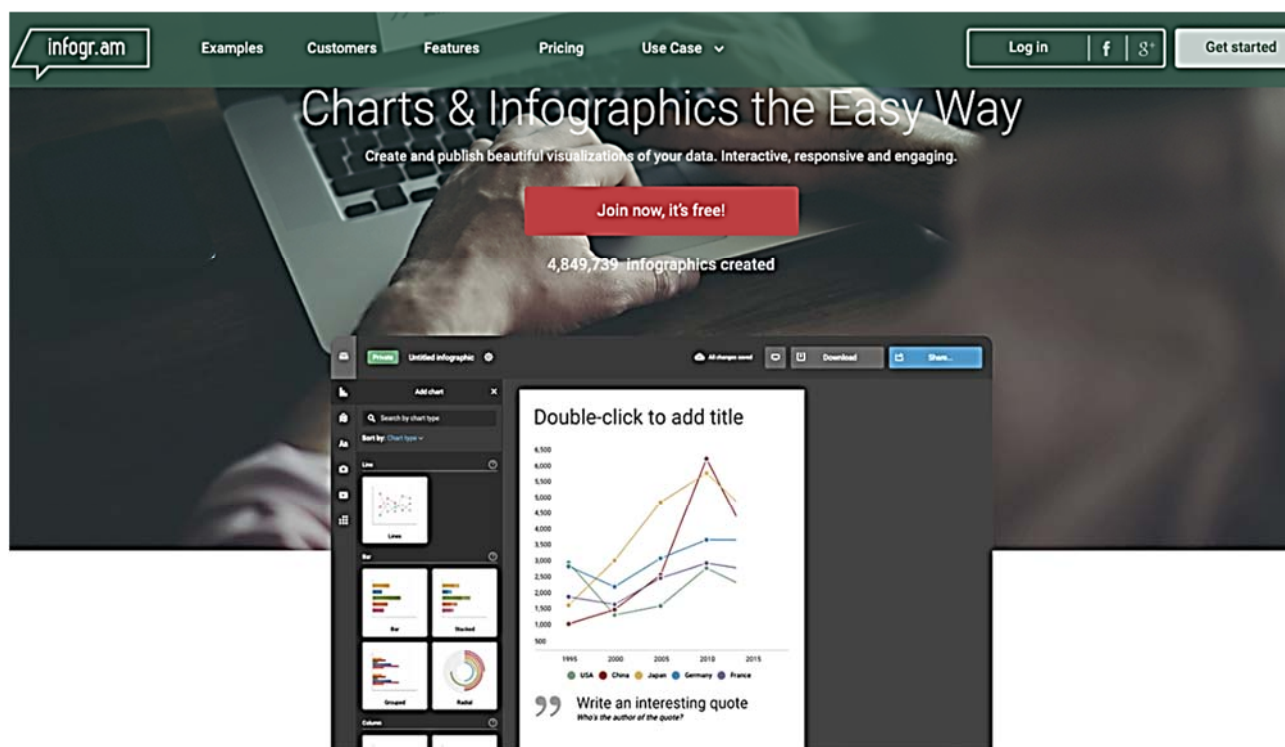 infogr.am Examples Customers Features Pricing Use Case Log in f g+ Get started
Charts & Infographics the Easy Way
Create and publish beautiful visualizations of your data. Interactive, responsive and engaging.
Join now, it's free!
4,849,739 infographics created
Private Untitled infographic All changes saved Download Share...
Add chart
Search by chart type
Sort by: Chart type
Line
Lines
Bar
Bar Stacked
Grouped Radial
Column
Aa
Double-click to add title
6,500
6,000
5,500
5,000
4,500
4,000
3,500
3,000
2,500
2,000
1,500
1,000
500
1995 2000 2005 2010 2015
USA China Japan Germany France
Write an interesting quote
Who's the author of the quote?